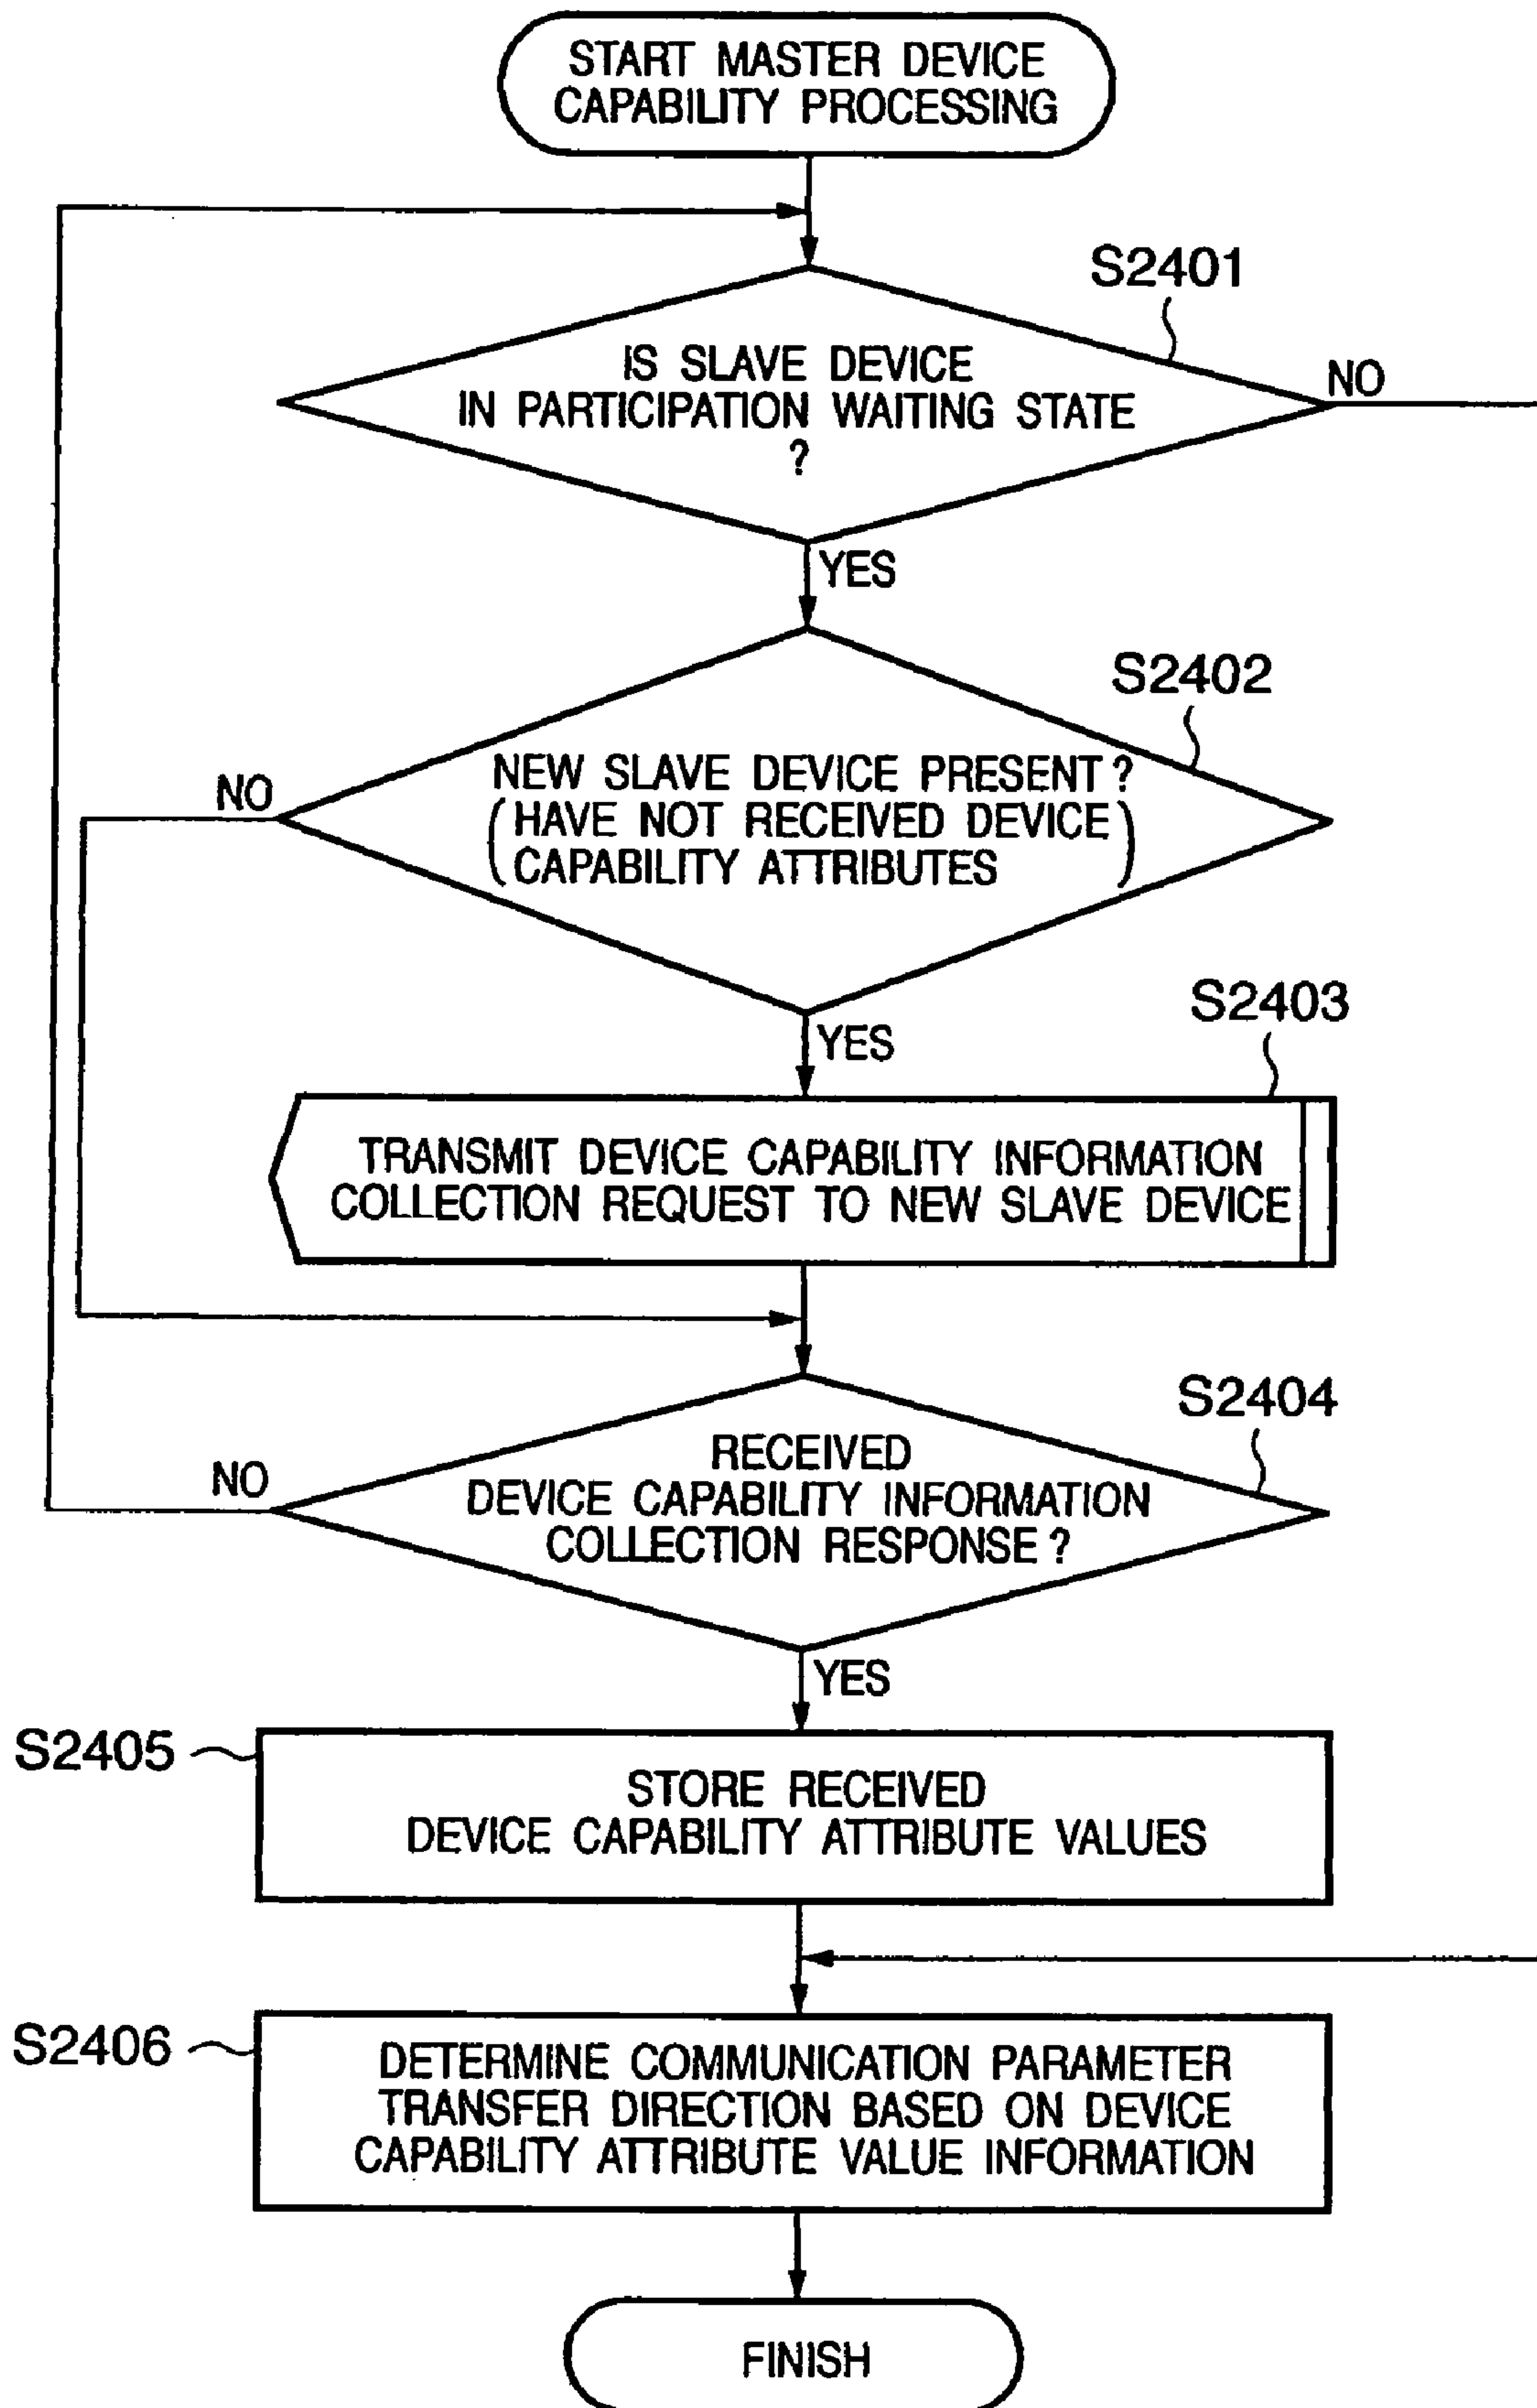 START MASTER DEVICE
CAPABILITY PROCESSING
S2401
IS SLAVE DEVICE
IN PARTICIPATION WAITING STATE
?
NO
YES
S2402
NEW SLAVE DEVICE PRESENT?
(HAVE NOT RECEIVED DEVICE
CAPABILITY ATTRIBUTES)
NO
YES
S2403
TRANSMIT DEVICE CAPABILITY INFORMATION
COLLECTION REQUEST TO NEW SLAVE DEVICE
S2404
RECEIVED
DEVICE CAPABILITY INFORMATION
COLLECTION RESPONSE?
NO
YES
S2405
STORE RECEIVED
DEVICE CAPABILITY ATTRIBUTE VALUES
S2406
DETERMINE COMMUNICATION PARAMETER
TRANSFER DIRECTION BASED ON DEVICE
CAPABILITY ATTRIBUTE VALUE INFORMATION
FINISH